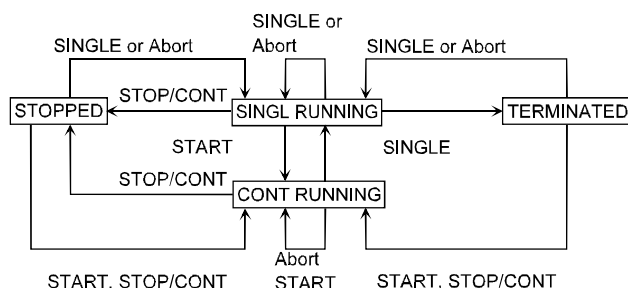 SINGLE or
Abort
SINGLE or Abort
SINGLE or Abort
STOP/CONT
STOPPED
SINGL RUNNING
TERMINATED
START
SINGLE
STOP/CONT
CONT RUNNING
Abort
START
START, STOP/CONT
START, STOP/CONT